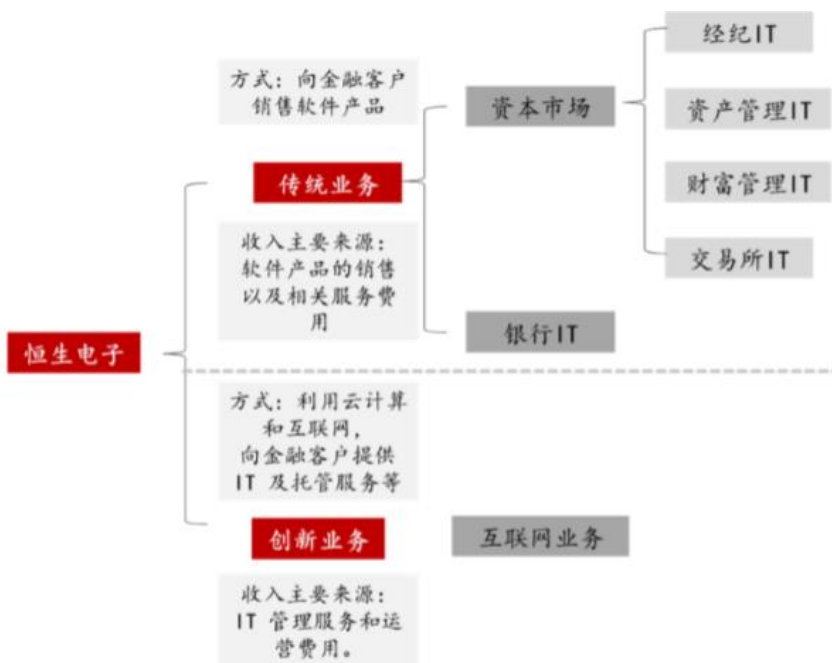 经纪IT
方式：向金融客户
销售软件产品
资本市场
资产管理IT
传统业务
财富管理IT
收入主要来源：
软件产品的销售
以及相关服务费
用
交易所IT
银行IT
恒生电子
方式：利用云计算
和互联网，
向金融客户提供
IT 及托管服务等
创新业务
互联网业务
收入主要来源：
IT 管理服务和运
营费用。